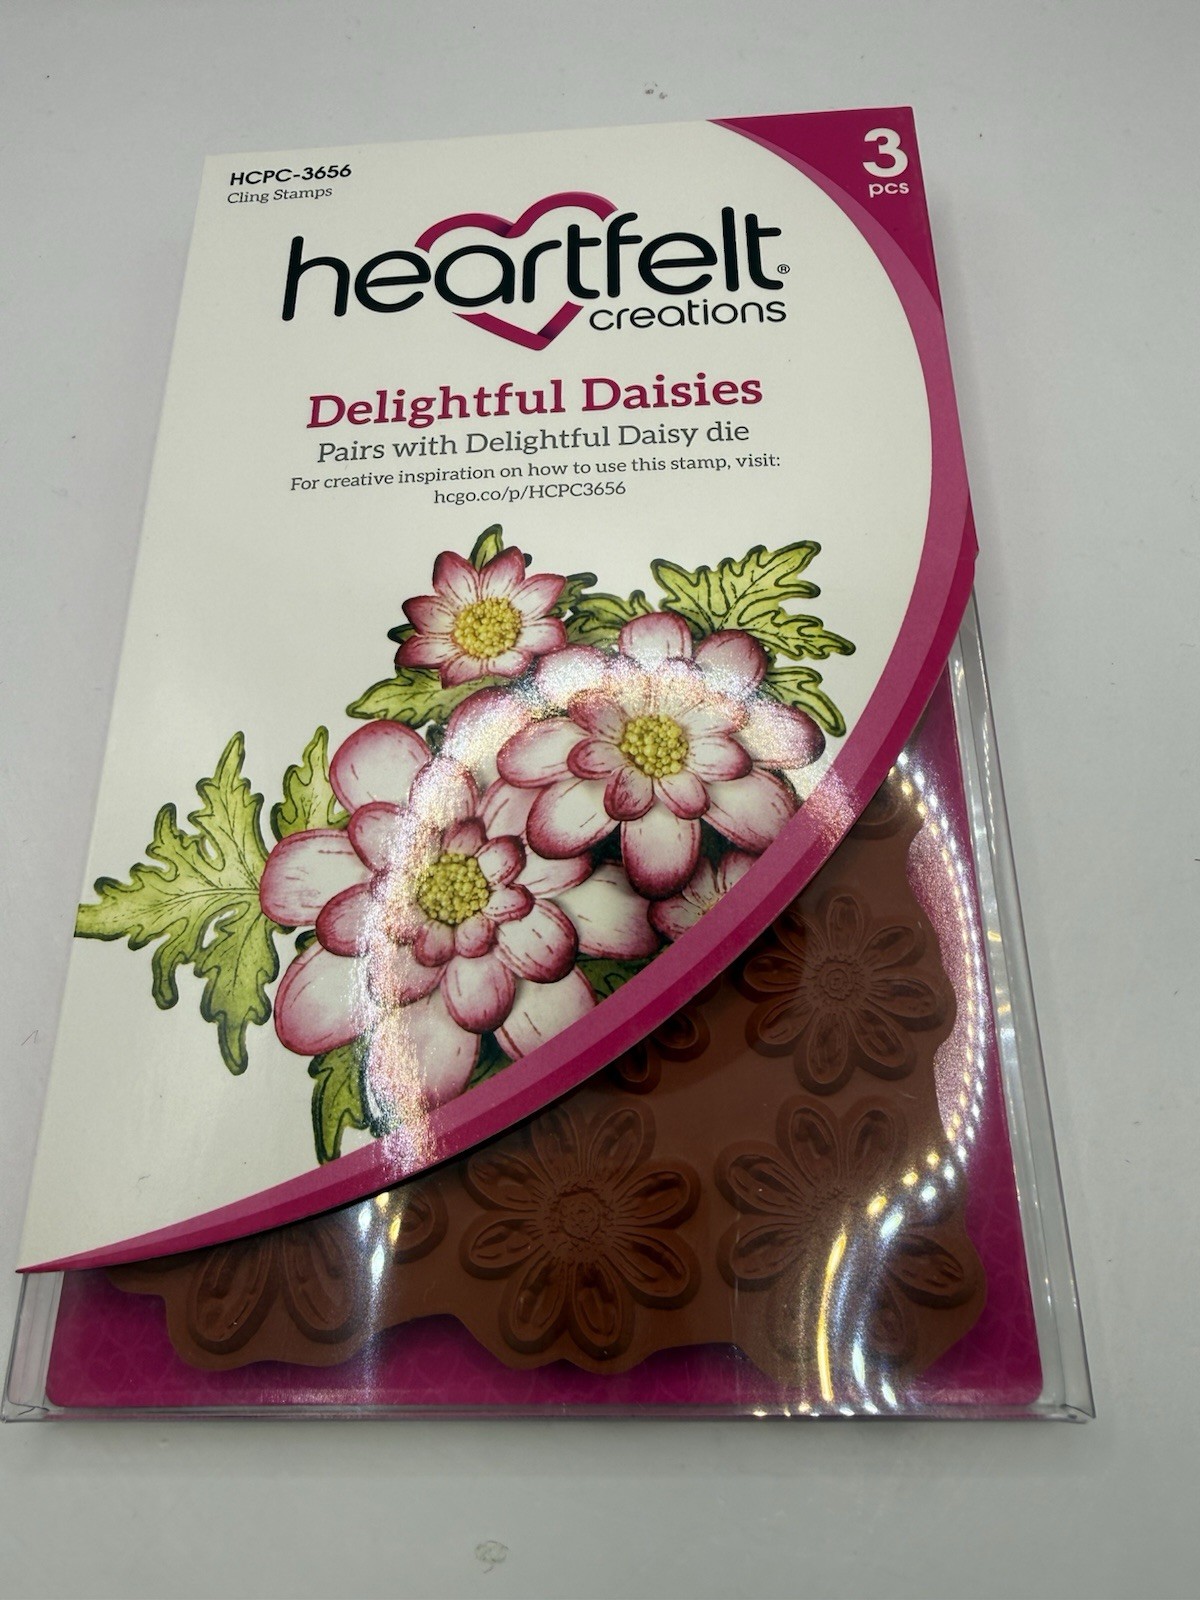 HCPC-3656
Cling Stamps
3
pcs
heartfelt®
creations
Delightful Daisies
Pairs with Delightful Daisy die
For creative inspiration on how to use this stamp, visit:
hcgo.co/p/HCPC3656